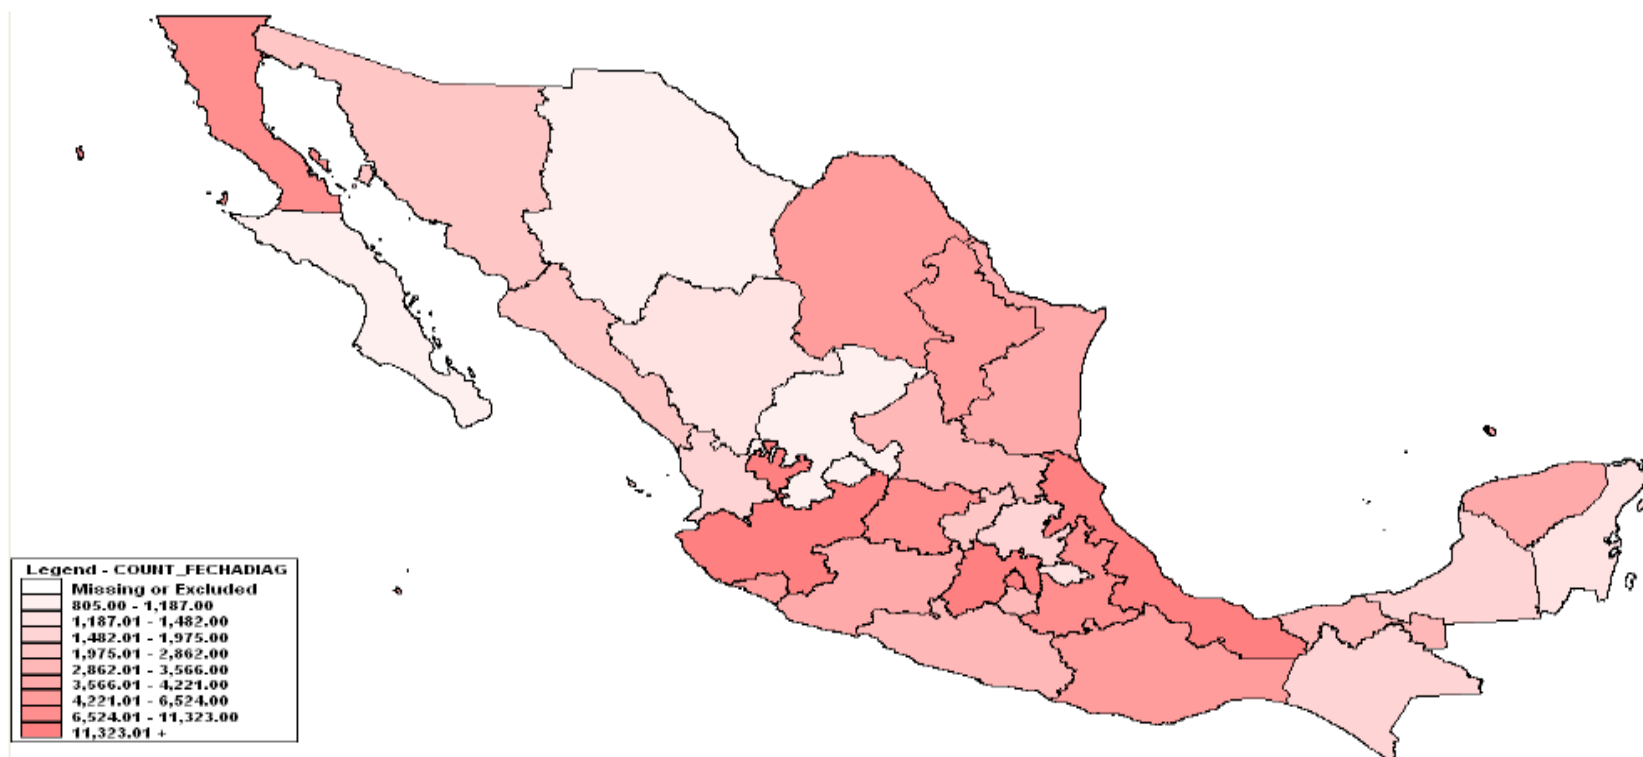 Legend - COUNT_FECHADIAG
Missing or Excluded
805.00 - 1,187.00
1,187.01 - 1,482.00
1,482.01 - 1,975.00
1,975.01 - 2,862.00
2,862.01 - 3,566.00
3,566.01 - 4,221.00
4,221.01 - 6,524.00
6,524.01 - 11,323.00
11,323.01 +